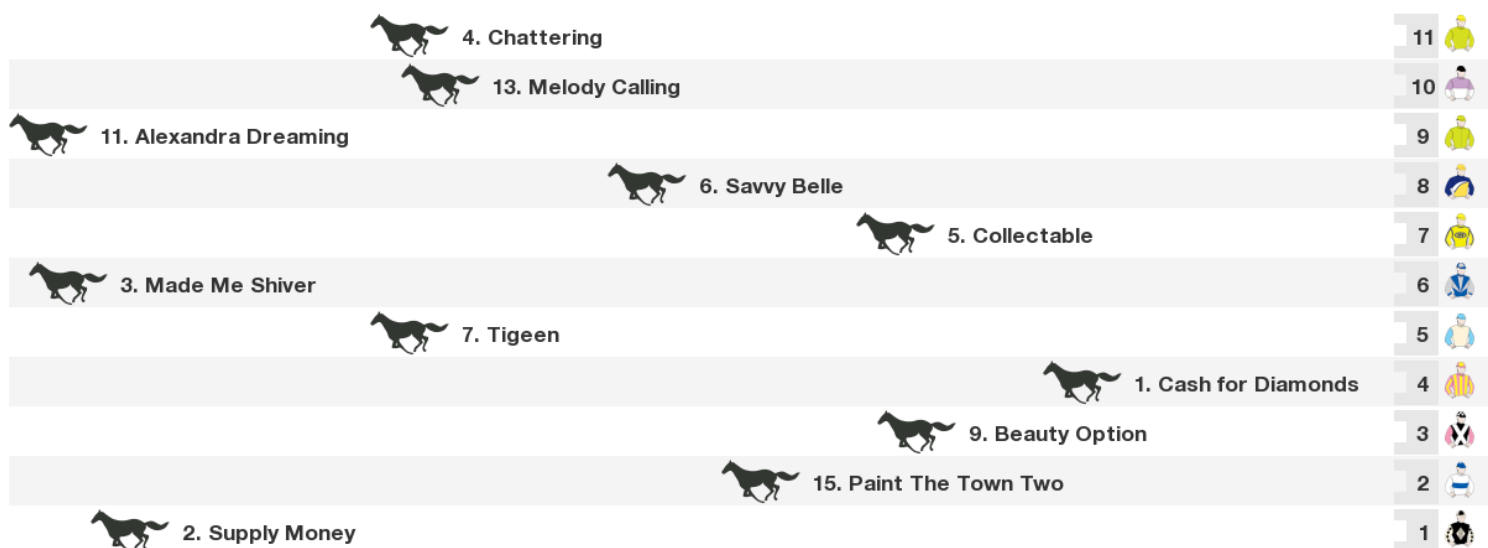 4. Chattering 11
13. Melody Calling 10
11. Alexandra Dreaming 9
6. Savvy Belle 8
5. Collectable 7
3. Made Me Shiver 6
7. Tigeen 5
1. Cash for Diamonds 4
9. Beauty Option 3
15. Paint The Town Two 2
2. Supply Money 1